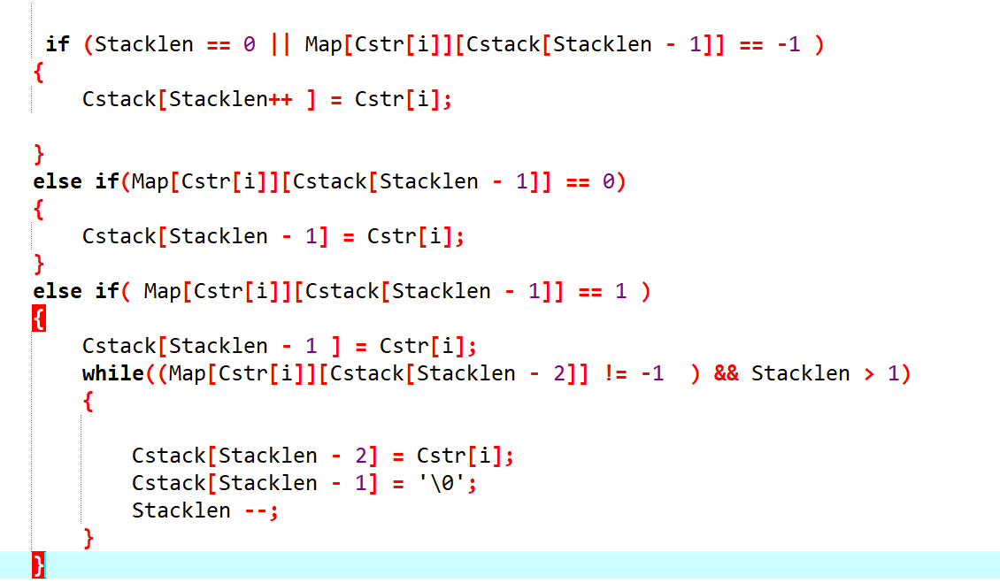 if (Stacklen == 0 || Map[Cstr[i]][Cstack[Stacklen - 1]] == -1 )
{
Cstack[Stacklen++ ] = Cstr[i];
}
else if(Map[Cstr[i]][Cstack[Stacklen - 1]] == 0)
{
Cstack[Stacklen - 1] = Cstr[i];
}
else if( Map[Cstr[i]][Cstack[Stacklen - 1]] == 1 )
{
Cstack[Stacklen - 1 ] = Cstr[i];
while((Map[Cstr[i]][Cstack[Stacklen - 2]] != -1  ) && Stacklen > 1)
{
Cstack[Stacklen - 2] = Cstr[i];
Cstack[Stacklen - 1] = '\0';
Stacklen --;
}
}